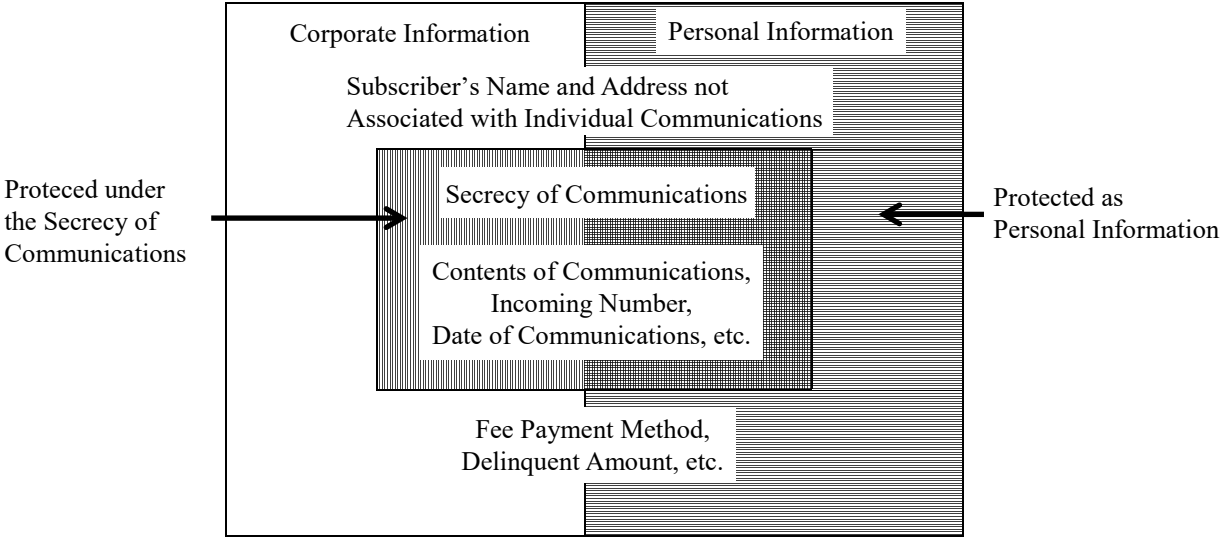 Corporate Information
Personal Information
Subscriber’s Name and Address not
Associated with Individual Communications
Proteced under
the Secrecy of
Communications
Secrecy of Communications
Contents of Communications,
Incoming Number,
Date of Communications, etc.
Protected as
Personal Information
Fee Payment Method,
Delinquent Amount, etc.